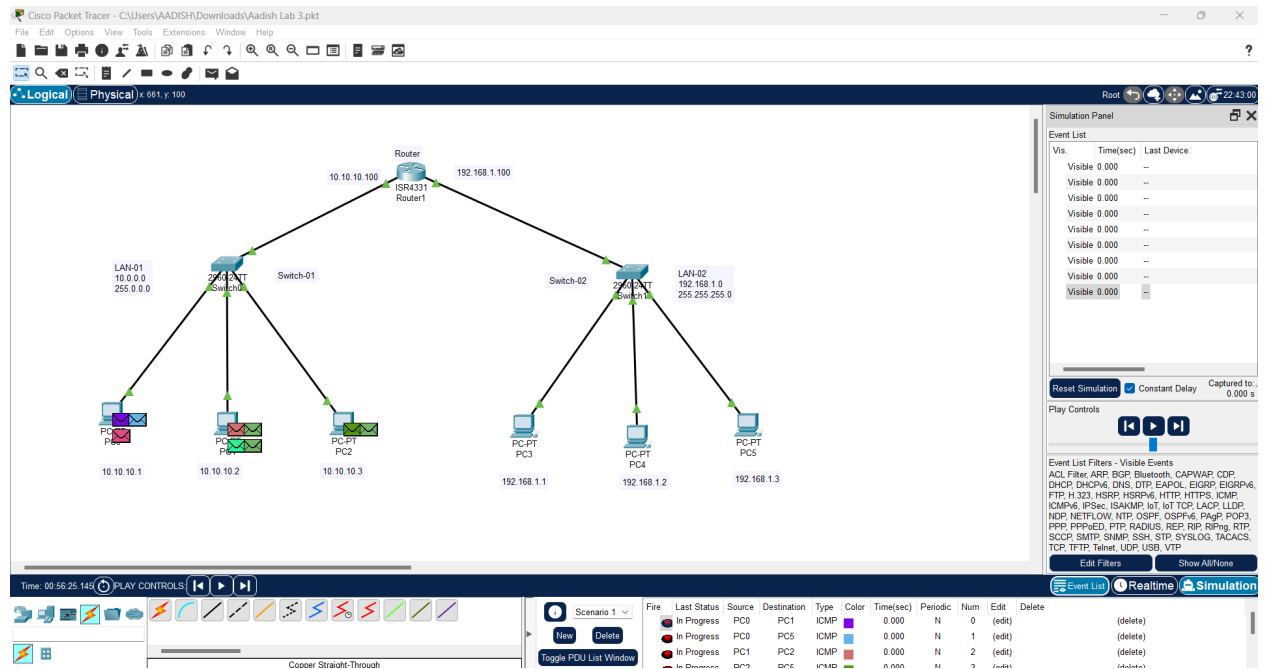 Cisco Packet Tracer - C:\Users\AADISH\Downloads\Aadish Lab 3.pkt
File Edit Options View Tools Extensions Window Help
?
Logical Physical x: 661, y: 100 Root 22:43:00
Simulation Panel
Event List
Vis. Time(sec) Last Device
Visible 0.000 --
Visible 0.000 --
Visible 0.000 --
Visible 0.000 --
Visible 0.000 --
Visible 0.000 --
Visible 0.000 --
Visible 0.000 --
Visible 0.000 --
Reset Simulation Constant Delay Captured to:
0.000 s
Play Controls
Event List Filters - Visible Events
ACL Filter, ARP, BGP, Bluetooth, CAPWAP, CDP,
DHCP, DHCPv6, DNS, DTP, EAPOL, EIGRP, EIGRPv6,
FTP, H.323, HSRP, HSRPv6, HTTP, HTTPS, ICMP,
ICMPv6, IPSec, ISAKMP, IoT, IoT TCP, LACP, LLDP,
NDP, NETFLOW, NTP, OSPF, OSPFv6, PAgP, POP3,
PPP, PPPoED, PTP, RADIUS, REP, RIP, RIPng, RTP,
SCCP, SMTP, SNMP, SSH, STP, SYSLOG, TACACS,
TCP, TFTP, Telnet, UDP, USB, VTP
Edit Filters Show All/None
Event List Realtime Simulation
Router
10.10.10.100
192.168.1.100
ISR4331
Router1
LAN-01
10.0.0.0
255.0.0.0
2960-24TT
Switch0
Switch-01
Switch-02
2960-24TT
Switch1
LAN-02
192.168.1.0
255.255.255.0
PC-PT
PC2
PC-PT
PC3
PC-PT
PC4
PC-PT
PC5
10.10.10.1
10.10.10.2
10.10.10.3
192.168.1.1
192.168.1.2
192.168.1.3
Time: 00:56:25.145 PLAY CONTROLS:
Copper Straight-Through
Scenario 1
New Delete
Toggle PDU List Window
Fire Last Status Source Destination Type Color Time(sec) Periodic Num Edit Delete
In Progress PC0 PC1 ICMP 0.000 N 0 (edit) (delete)
In Progress PC0 PC5 ICMP 0.000 N 1 (edit) (delete)
In Progress PC1 PC2 ICMP 0.000 N 2 (edit) (delete)
In Progress PC2 PC5 ICMP 0.000 N 3 (edit) (delete)